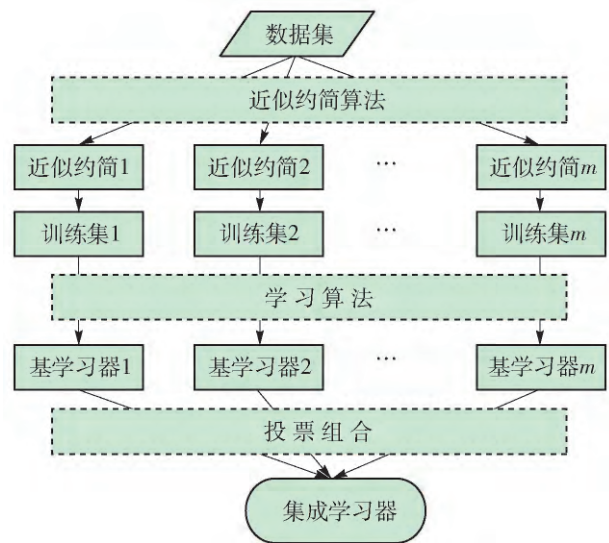 数据集
近似约简算法
近似约简1 近似约简2 … 近似约简m
训练集1 训练集2 … 训练集m
学习算法
基学习器1 基学习器2 … 基学习器m
投票组合
集成学习器